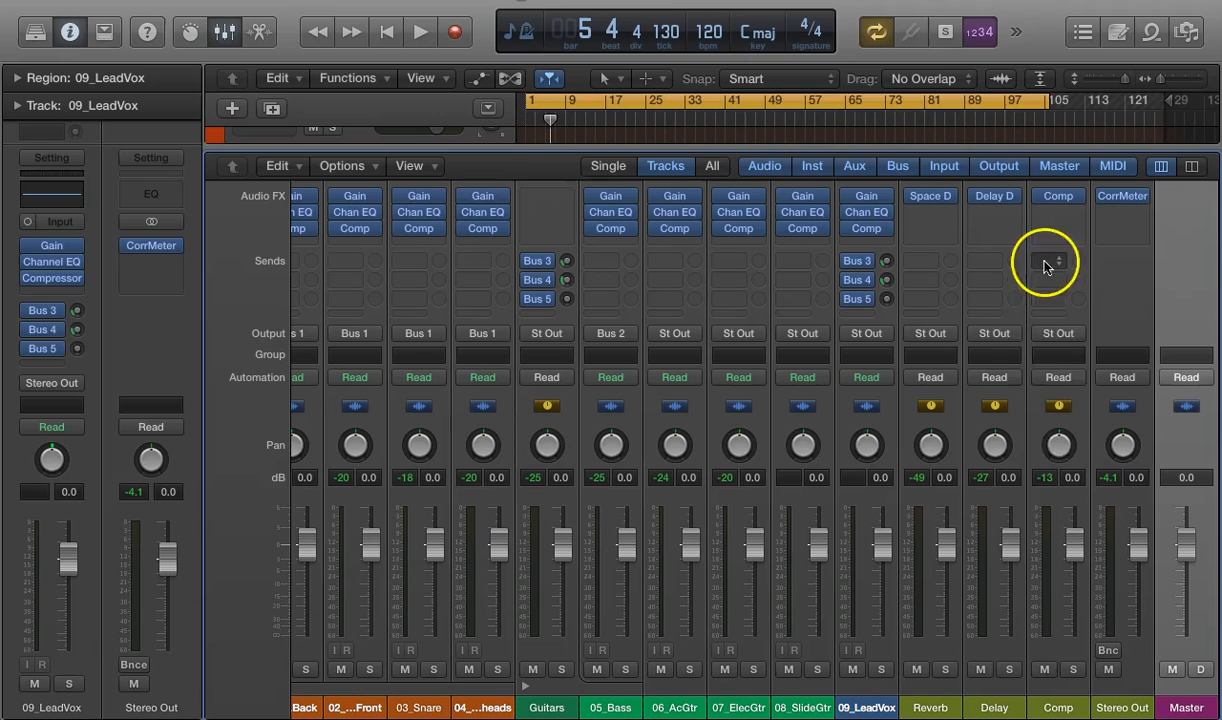 5 4 4 130 120 C maj 4/4
bar beat div tick bpm key signature
S 1234
Region: 09_LeadVox Edit Functions View Snap: Smart Drag: No Overlap
Track: 09_LeadVox
1 9 17 25 33 41 49 57 65 73 81 89 97 105 113 121 29
M S L R
Setting Setting
Edit Options View Single Tracks All Audio Inst Aux Bus Input Output Master MIDI
EQ
Audio FX ain Gain Gain Gain Gain Gain Gain Gain Gain Space D Delay D Comp CorrMeter
Input
n EQ Chan EQ Chan EQ Chan EQ Chan EQ Chan EQ Chan EQ Chan EQ Chan EQ
Comp Comp Comp Comp Comp Comp Comp Comp
Gain CorrMeter
Channel EQ
Compressor
Sends Bus 3 Bus 3
Bus 4 Bus 4
Bus 5 Bus 5
Bus 3
Bus 4
Bus 5
Output s 1 Bus 1 Bus 1 Bus 1 St Out Bus 2 St Out St Out St Out St Out St Out St Out St Out
Group
Stereo Out
Automation ad Read Read Read Read Read Read Read Read Read Read Read Read Read Read
Read Read
Pan
dB 0.0 -20 0.0 -18 0.0 -20 0.0 -25 0.0 -25 0.0 -24 0.0 -20 0.0 0.0 0.0 -49 0.0 -27 0.0 -13 0.0 -4.1 0.0 0.0
0.0 -4.1 0.0
I R I R I R I R I R I R I R I R I R Bnc
I R Bnce
S M S M S M S M S M S M S M S M S M S M S M S M S M M D
M S M
09_LeadVox Stereo Out Back 02_...Front 03_Snare 04_...heads Guitars 05_Bass 06_AcGtr 07_ElecGtr 08_SlideGtr 09_LeadVox Reverb Delay Comp Stereo Out Master